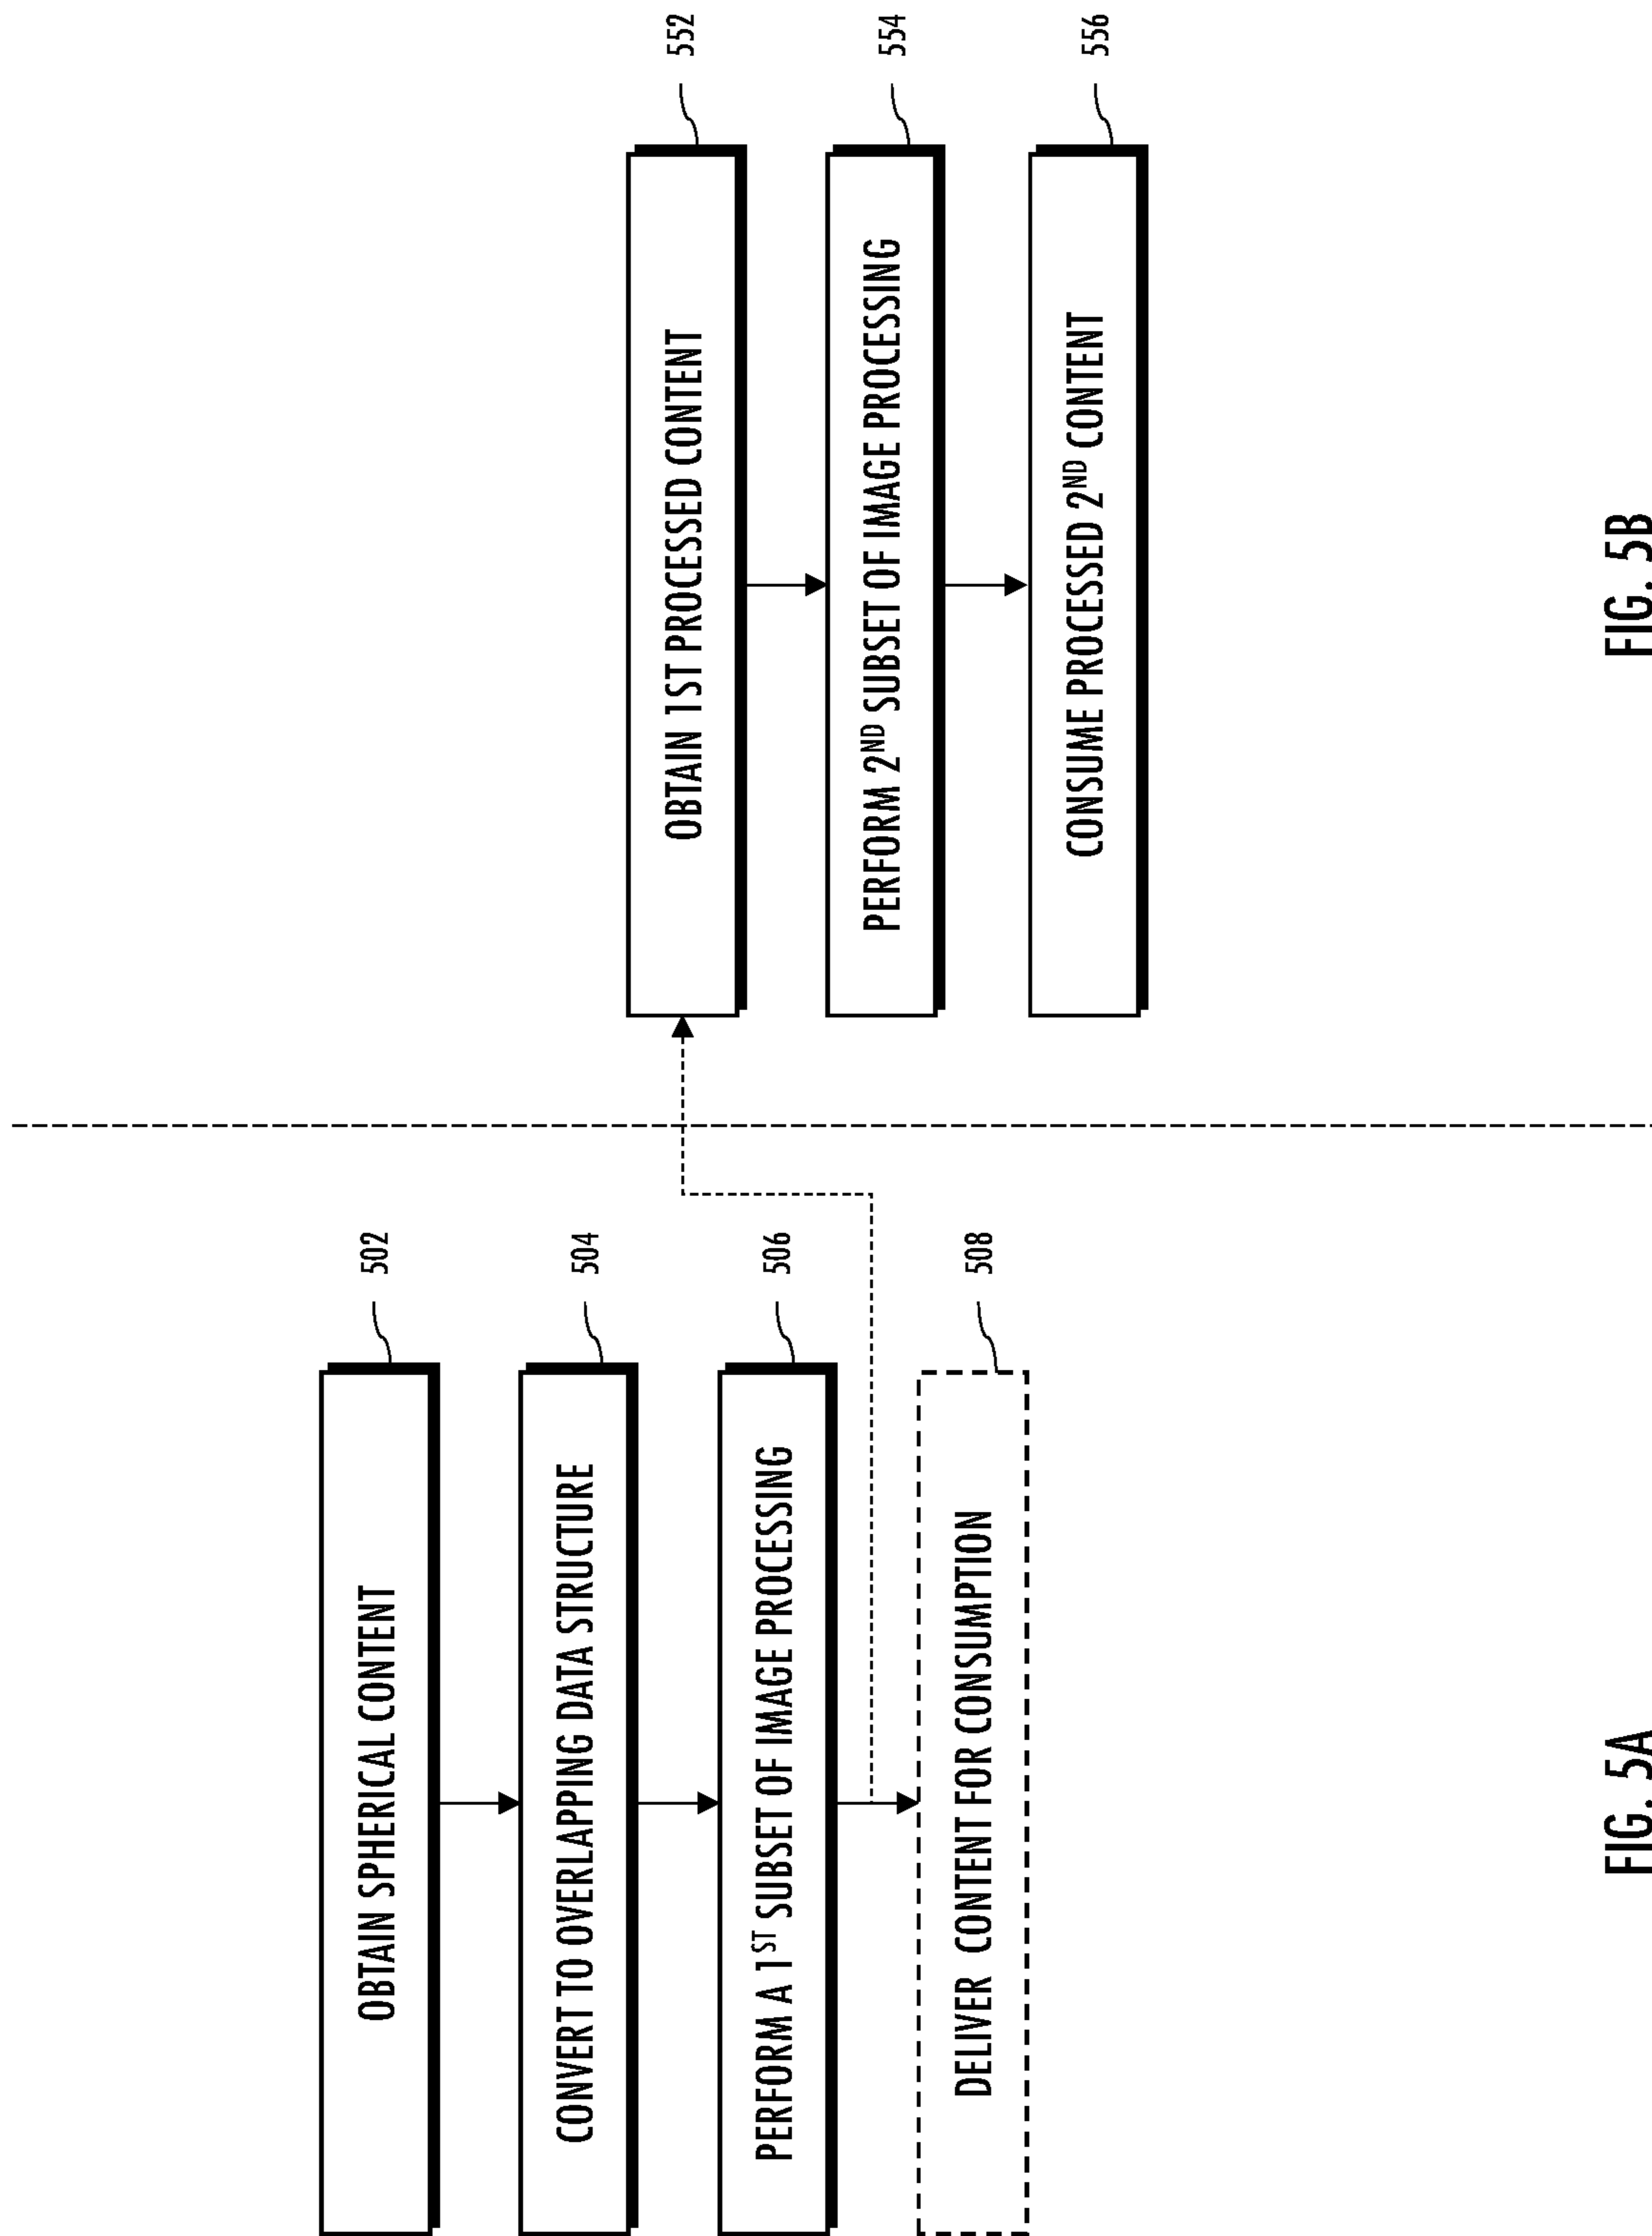 OBTAIN SPHERICAL CONTENT
502
CONVERT TO OVERLAPPING DATA STRUCTURE
504
PERFORM A 1ST SUBSET OF IMAGE PROCESSING
506
DELIVER CONTENT FOR CONSUMPTION
508
FIG. 5A
OBTAIN 1ST PROCESSED CONTENT
552
PERFORM 2ND SUBSET OF IMAGE PROCESSING
554
CONSUME PROCESSED 2ND CONTENT
556
FIG. 5B